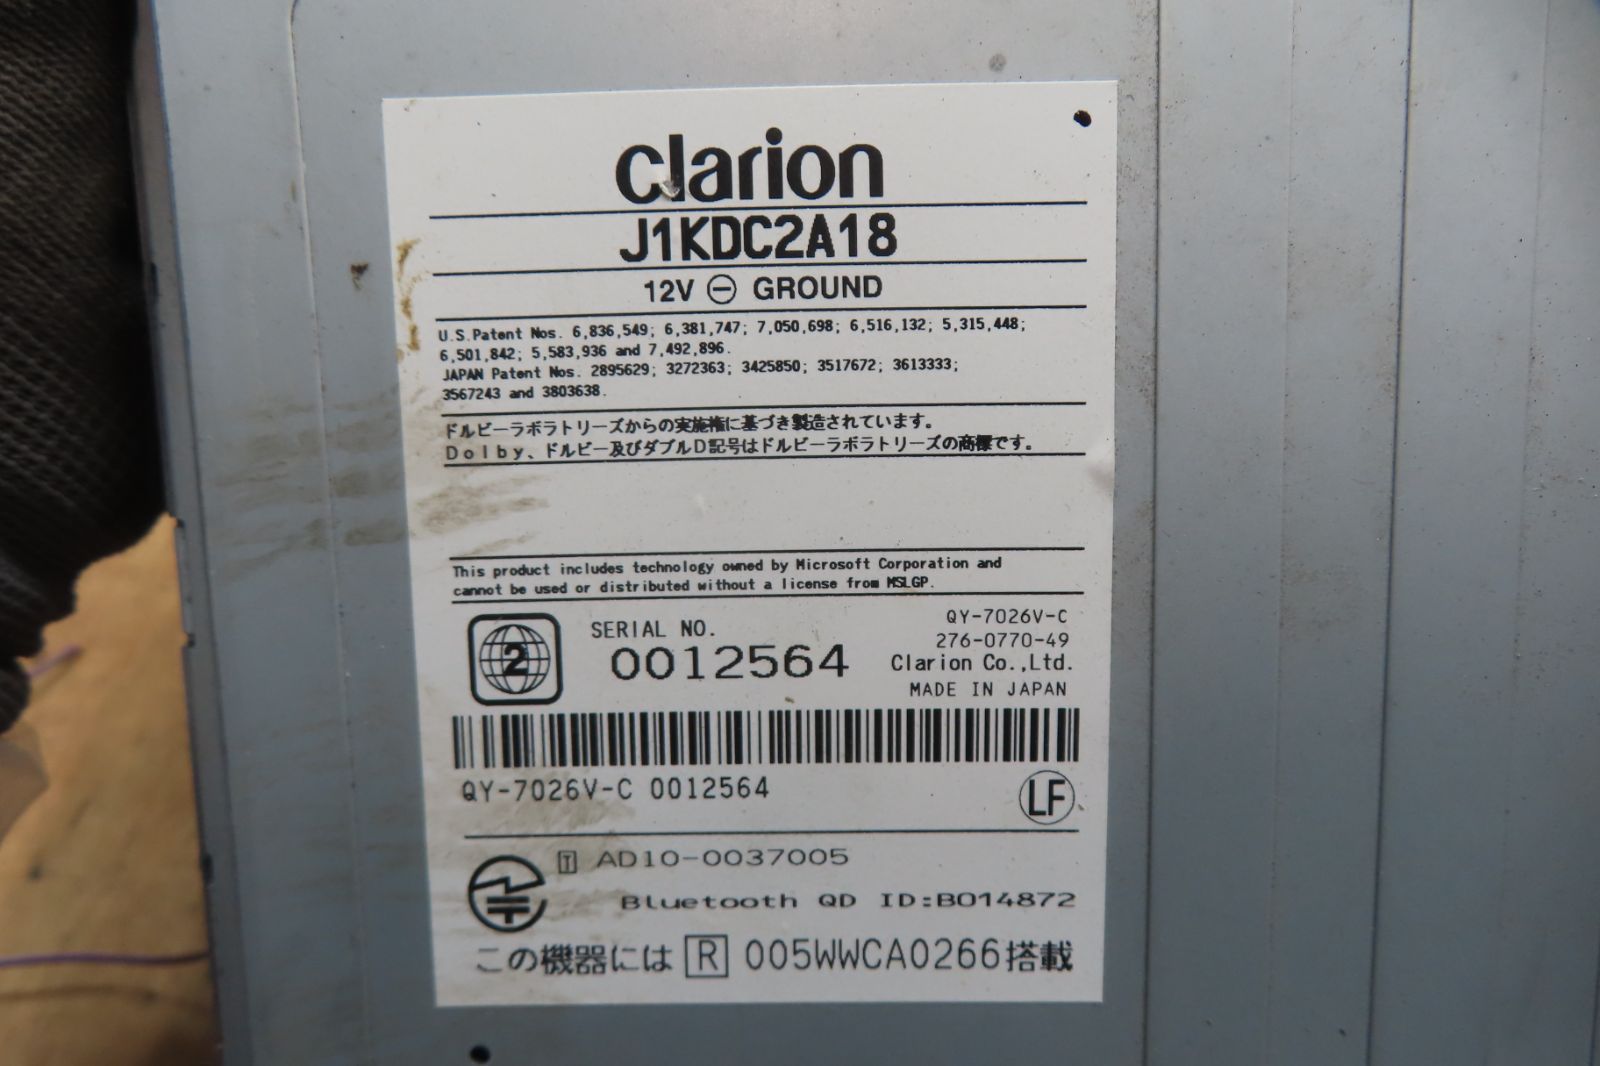 clarion
J1KDC2A18
12V ⊖ GROUND
U.S.Patent Nos. 6,836,549; 6,381,747; 7,050,698; 6,516,132; 5,315,448;
6,501,842; 5,583,936 and 7,492,896.
JAPAN Patent Nos. 2895629; 3272363; 3425850; 3517672; 3613333;
3567243 and 3803638.
ドルビーラボラトリーズからの実施権に基づき製造されています。
Dolby、ドルビー及びダブルD記号はドルビーラボラトリーズの商標です。
This product includes technology owned by Microsoft Corporation and
cannot be used or distributed without a license from MSLGP.
2
SERIAL NO.
0012564
QY-7026V-C
276-0770-49
Clarion Co.,Ltd.
MADE IN JAPAN
QY-7026V-C 0012564
LF
T AD10-0037005
Bluetooth QD ID:B014872
この機器には R 005WWCA0266搭載